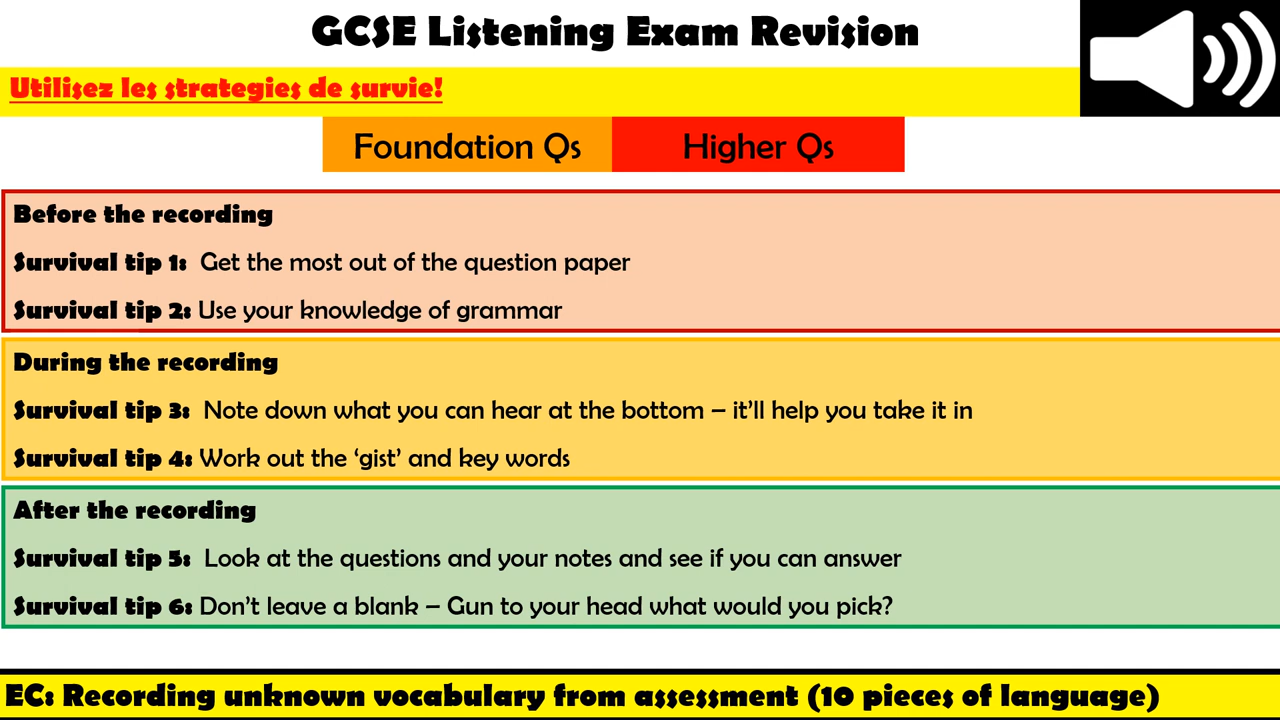 GCSE Listening Exam Revision
Utilisez les strategies de survie!
Foundation Qs
Higher Qs
Before the recording
Survival tip 1: Get the most out of the question paper
Survival tip 2: Use your knowledge of grammar
During the recording
Survival tip 3: Note down what you can hear at the bottom – it’ll help you take it in
Survival tip 4: Work out the ‘gist’ and key words
After the recording
Survival tip 5: Look at the questions and your notes and see if you can answer
Survival tip 6: Don’t leave a blank – Gun to your head what would you pick?
EC: Recording unknown vocabulary from assessment (10 pieces of language)